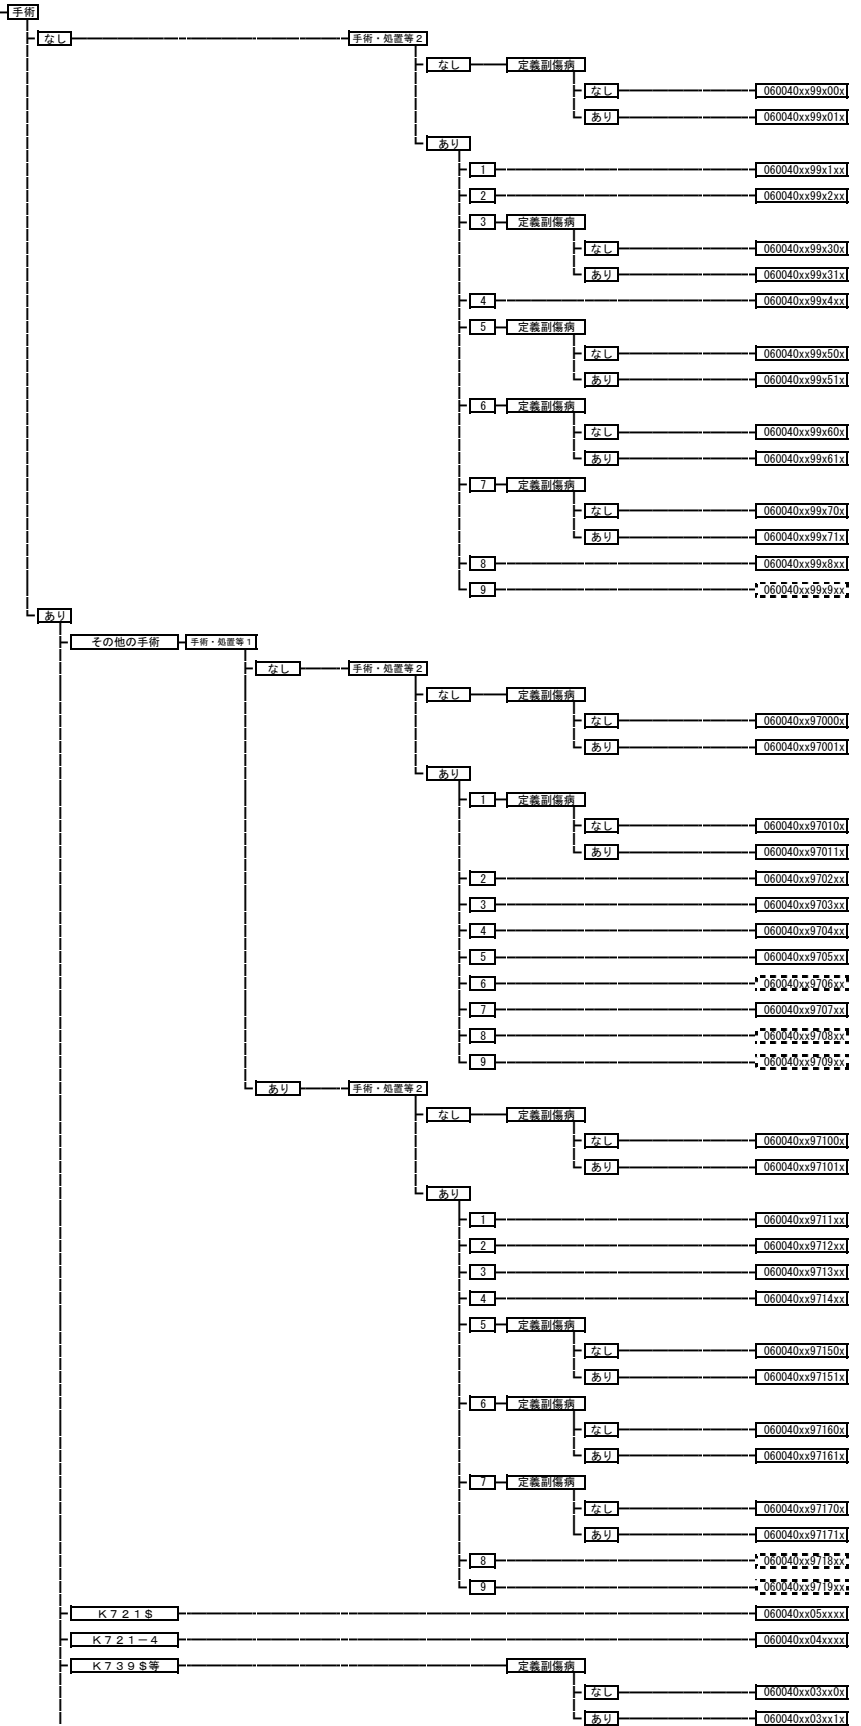 手術
なし 手術・処置等２
なし 定義副傷病
なし 060040xx99x00x
あり 060040xx99x01x
あり
1 060040xx99x1xx
2 060040xx99x2xx
3 定義副傷病
なし 060040xx99x30x
あり 060040xx99x31x
4 060040xx99x4xx
5 定義副傷病
なし 060040xx99x50x
あり 060040xx99x51x
6 定義副傷病
なし 060040xx99x60x
あり 060040xx99x61x
7 定義副傷病
なし 060040xx99x70x
あり 060040xx99x71x
8 060040xx99x8xx
9 060040xx99x9xx
あり
その他の手術 手術・処置等１
なし 手術・処置等２
なし 定義副傷病
なし 060040xx97000x
あり 060040xx97001x
あり
1 定義副傷病
なし 060040xx97010x
あり 060040xx97011x
2 060040xx9702xx
3 060040xx9703xx
4 060040xx9704xx
5 060040xx9705xx
6 060040xx9706xx
7 060040xx9707xx
8 060040xx9708xx
9 060040xx9709xx
あり 手術・処置等２
なし 定義副傷病
なし 060040xx97100x
あり 060040xx97101x
あり
1 060040xx9711xx
2 060040xx9712xx
3 060040xx9713xx
4 060040xx9714xx
5 定義副傷病
なし 060040xx97150x
あり 060040xx97151x
6 定義副傷病
なし 060040xx97160x
あり 060040xx97161x
7 定義副傷病
なし 060040xx97170x
あり 060040xx97171x
8 060040xx9718xx
9 060040xx9719xx
Ｋ７２１＄ 060040xx05xxxx
Ｋ７２１－４ 060040xx04xxxx
Ｋ７３９＄等 定義副傷病
なし 060040xx03xx0x
あり 060040xx03xx1x